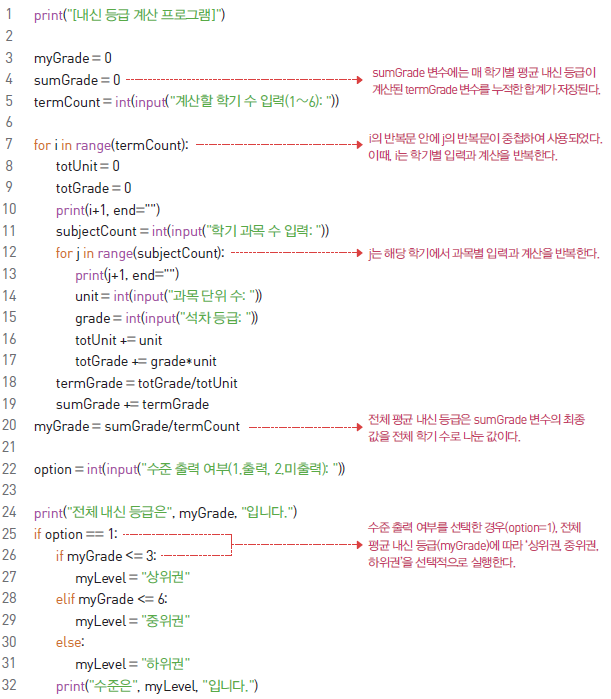 1 print("[내신 등급 계산 프로그램]")
2
3 myGrade = 0
4 sumGrade = 0
sumGrade 변수에는 매 학기별 평균 내신 등급이
계산된 termGrade 변수를 누적한 합계가 저장된다.
5 termCount = int(input("계산할 학기 수 입력(1~6): "))
6
7 for i in range(termCount):
i의 반복문 안에 j의 반복문이 중첩하여 사용되었다.
이때, i는 학기별 입력과 계산을 반복한다.
8 totUnit = 0
9 totGrade = 0
10 print(i+1, end="")
11 subjectCount = int(input("학기 과목 수 입력: "))
12 for j in range(subjectCount):
j는 해당 학기에서 과목별 입력과 계산을 반복한다.
13 print(j+1, end="")
14 unit = int(input("과목 단위 수: "))
15 grade = int(input("석차 등급: "))
16 totUnit += unit
17 totGrade += grade*unit
18 termGrade = totGrade/totUnit
19 sumGrade += termGrade
20 myGrade = sumGrade/termCount
전체 평균 내신 등급은 sumGrade 변수의 최종
값을 전체 학기 수로 나눈 값이다.
21
22 option = int(input("수준 출력 여부(1.출력, 2.미출력): "))
23
24 print("전체 내신 등급은", myGrade, "입니다.")
25 if option == 1:
26 if myGrade <= 3:
수준 출력 여부를 선택한 경우(option=1), 전체
평균 내신 등급(myGrade)에 따라 '상위권, 중위권,
하위권'을 선택적으로 실행한다.
27 myLevel = "상위권"
28 elif myGrade <= 6:
29 myLevel = "중위권"
30 else:
31 myLevel = "하위권"
32 print("수준은", myLevel, "입니다.")